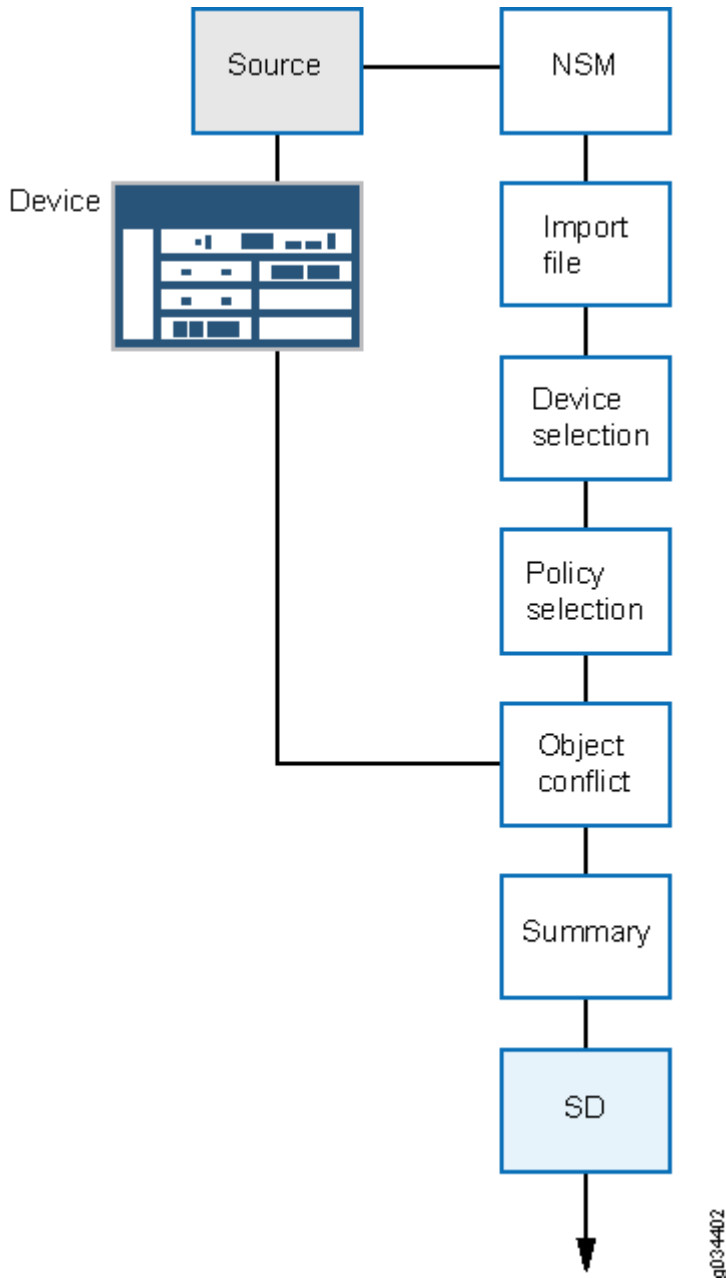 Source
NSM
Device
Import
file
Device
selection
Policy
selection
Object
conflict
Summary
SD
g034402